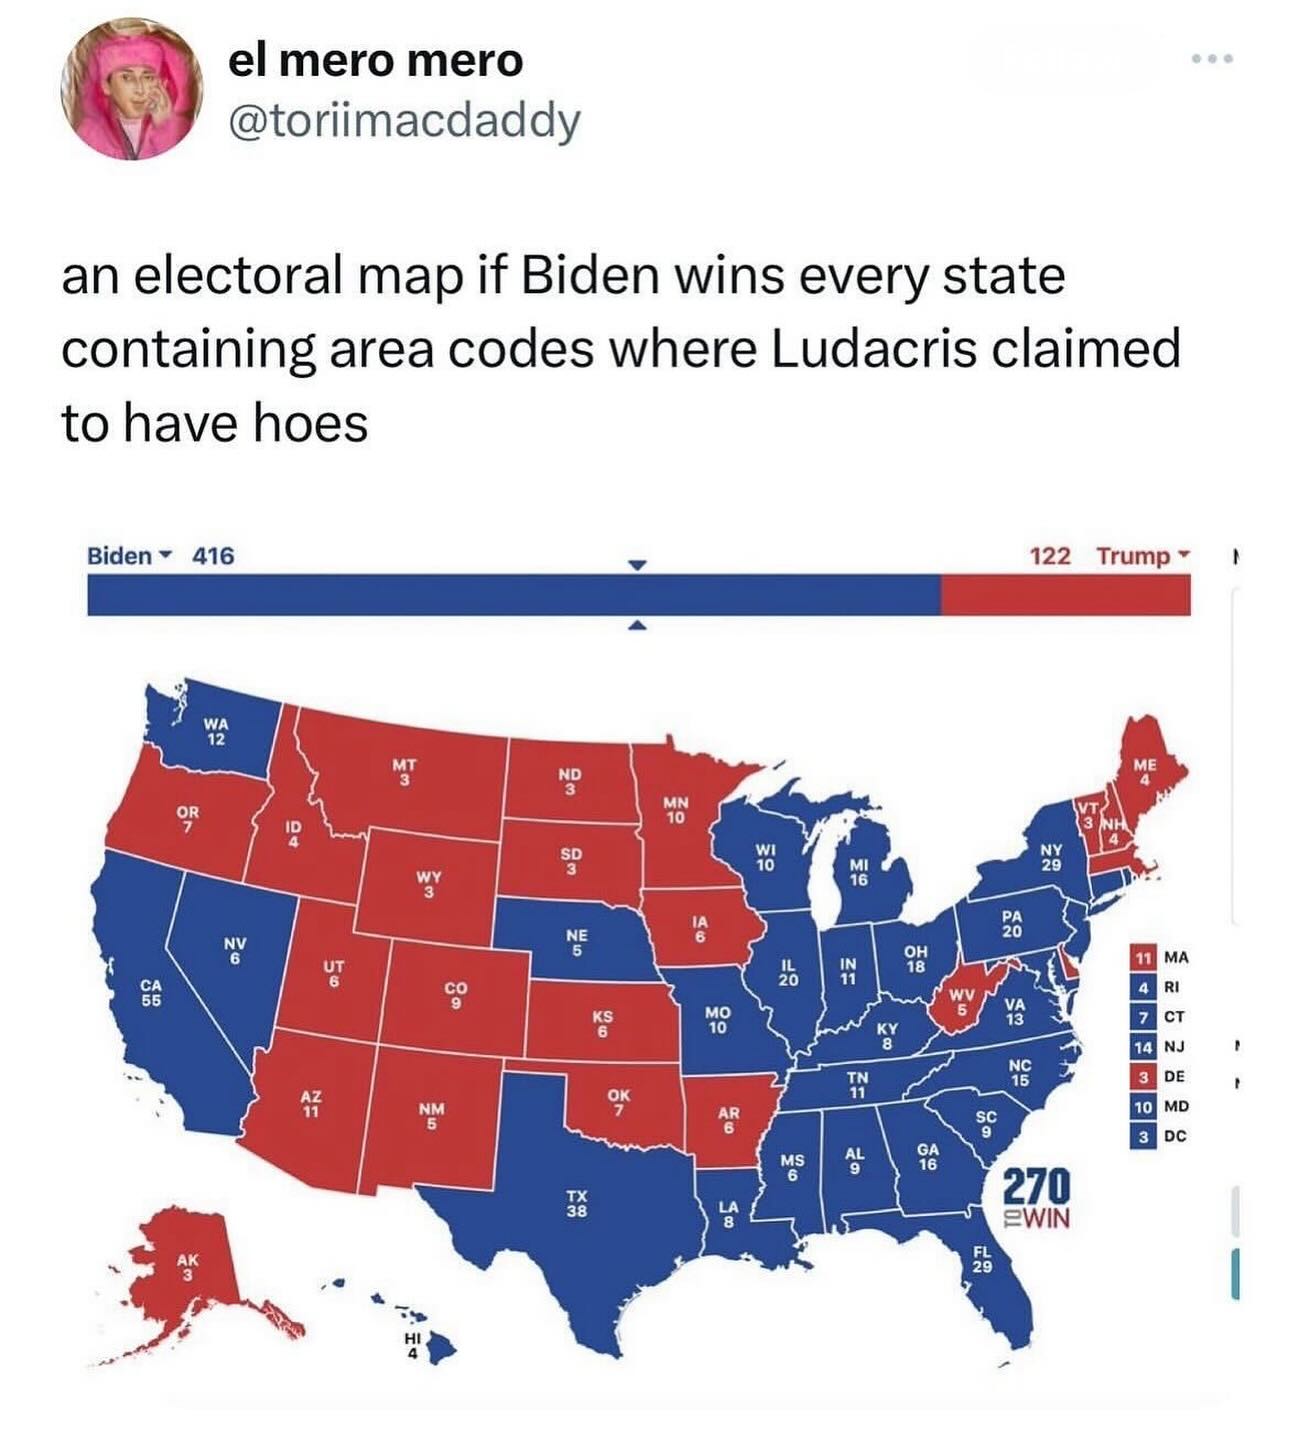 el mero mero
@toriimacdaddy
an electoral map if Biden wins every state
containing area codes where Ludacris claimed
to have hoes
Biden 416
122 Trump
WA
12
OR
7
CA
55
NV
6
ID
4
MT
3
WY
3
UT
6
CO
9
AZ
11
NM
5
ND
3
SD
3
NE
5
KS
6
OK
7
TX
38
MN
10
IA
6
MO
10
AR
6
LA
8
WI
10
IL
20
MI
16
IN
11
OH
18
KY
8
TN
11
MS
6
AL
9
GA
16
FL
29
SC
9
NC
15
VA
13
WV
5
PA
20
NY
29
VT
3
NH
4
ME
4
11 MA
4 RI
7 CT
14 NJ
3 DE
10 MD
3 DC
AK
3
HI
4
270
TO WIN